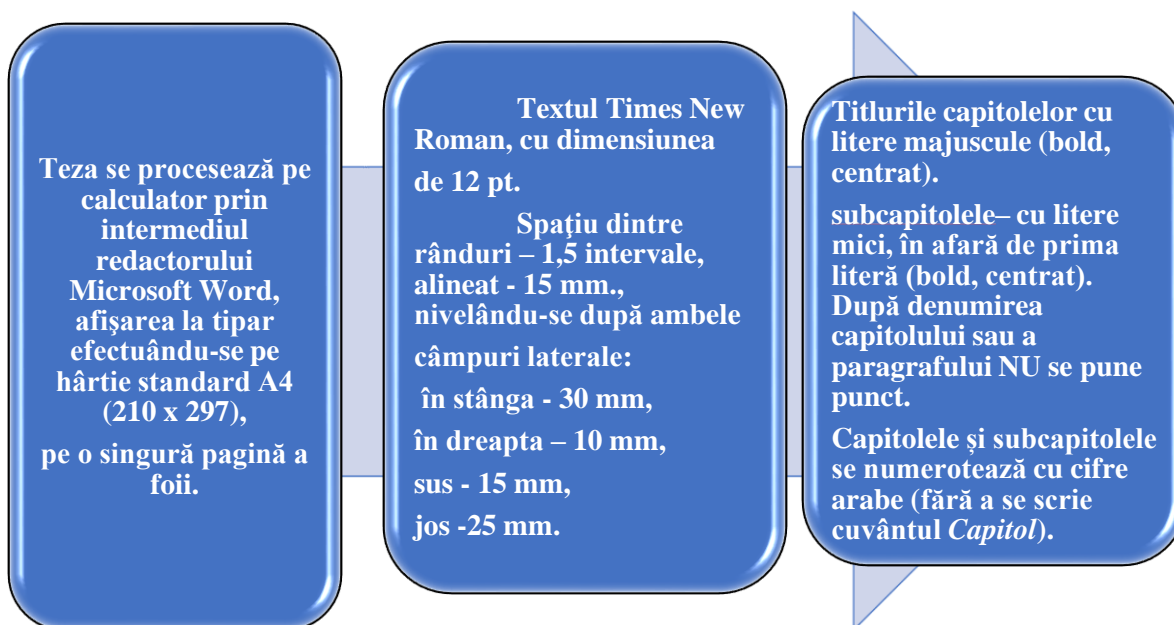 Teza se procesează pe
calculator prin
intermediul
redactorului
Microsoft Word,
afişarea la tipar
efectuându-se pe
hârtie standard A4
(210 x 297),
pe o singură pagină a
foii.
Textul Times New
Roman, cu dimensiunea
de 12 pt.
Spaţiu dintre
rânduri – 1,5 intervale,
alineat - 15 mm.,
nivelându-se după ambele
câmpuri laterale:
în stânga - 30 mm,
în dreapta – 10 mm,
sus - 15 mm,
jos -25 mm.
Titlurile capitolelor cu
litere majuscule (bold,
centrat).
subcapitolele– cu litere
mici, în afară de prima
literă (bold, centrat).
După denumirea
capitolului sau a
paragrafului NU se pune
punct.
Capitolele și subcapitolele
se numerotează cu cifre
arabe (fără a se scrie
cuvântul Capitol).